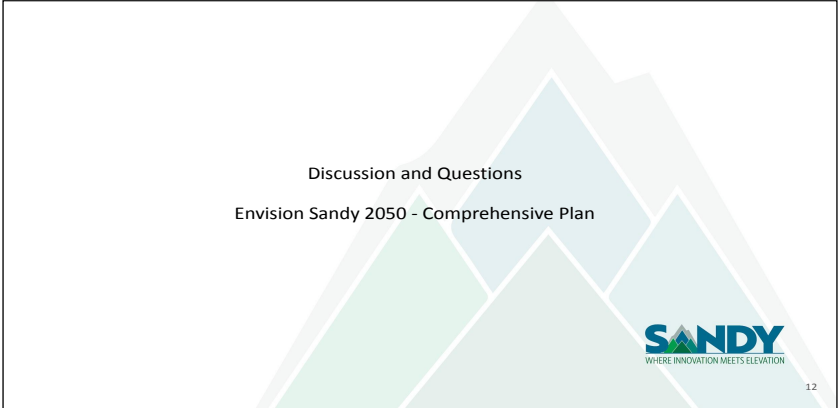 Discussion and Questions
Envision Sandy 2050 - Comprehensive Plan
SANDY
WHERE INNOVATION MEETS ELEVATION
12